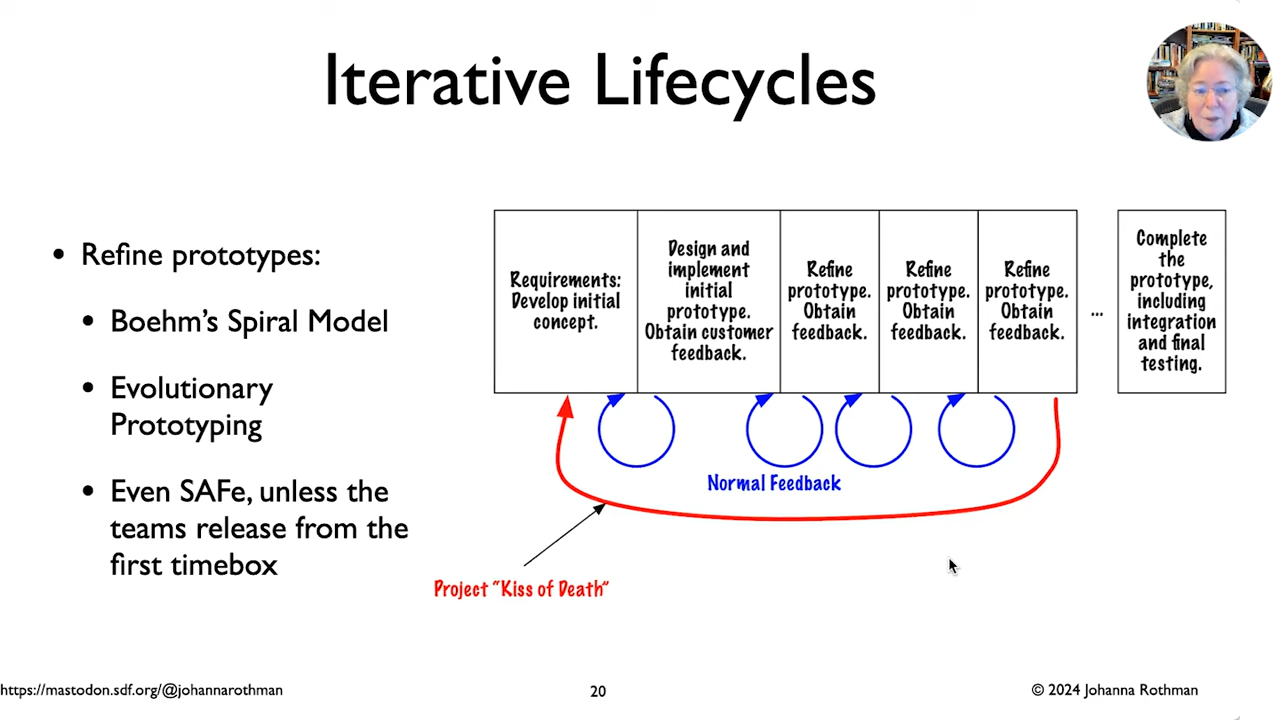 Iterative Lifecycles
• Refine prototypes:
• Boehm's Spiral Model
• Evolutionary
Prototyping
• Even SAFe, unless the
teams release from the
first timebox
Requirements:
Develop initial
concept.
Design and
implement
initial
prototype.
Obtain customer
feedback.
Refine
prototype.
Obtain
feedback.
Refine
prototype.
Obtain
feedback.
Refine
prototype.
Obtain
feedback.
...
Complete
the
prototype,
including
integration
and final
testing.
Normal Feedback
Project "Kiss of Death"
https://mastodon.sdf.org/@johannarothman
20
© 2024 Johanna Rothman